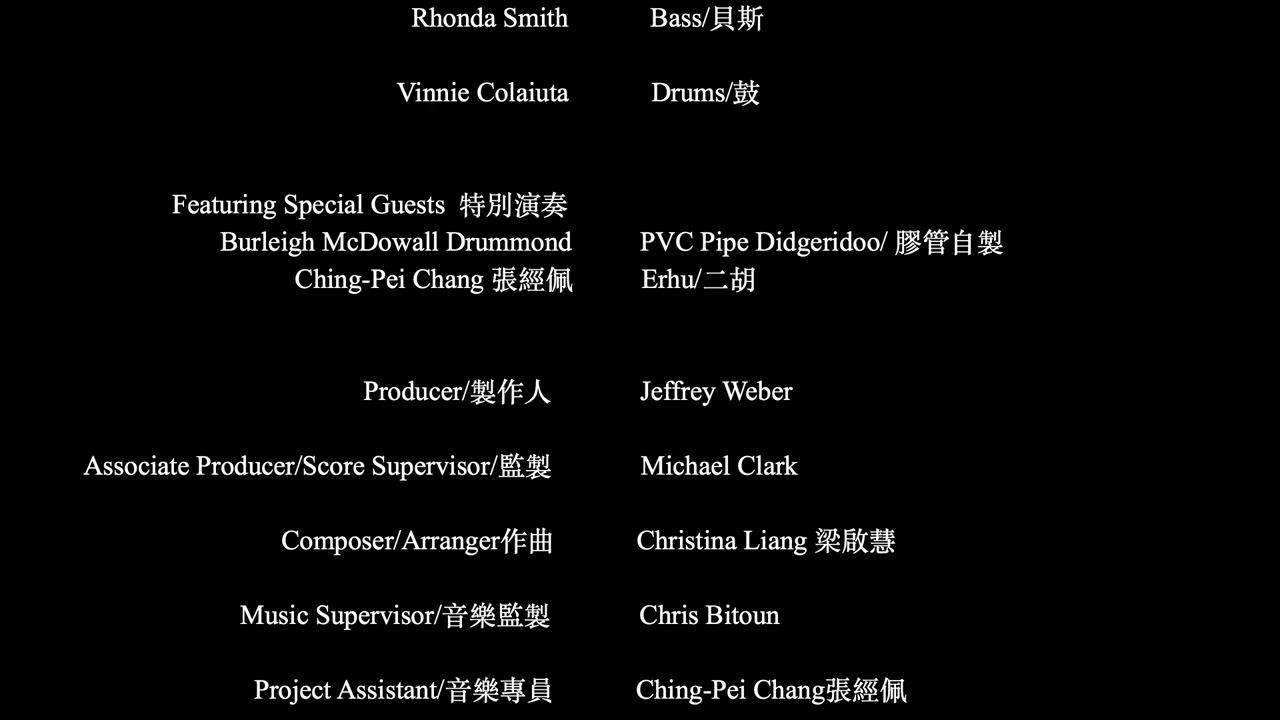 Rhonda Smith Bass/貝斯
Vinnie Colaiuta Drums/鼓
Featuring Special Guests 特別演奏
Burleigh McDowall Drummond PVC Pipe Didgeridoo/ 膠管自製
Ching-Pei Chang 張經佩 Erhu/二胡
Producer/製作人 Jeffrey Weber
Associate Producer/Score Supervisor/監製 Michael Clark
Composer/Arranger作曲 Christina Liang 梁啟慧
Music Supervisor/音樂監製 Chris Bitoun
Project Assistant/音樂專員 Ching-Pei Chang張經佩